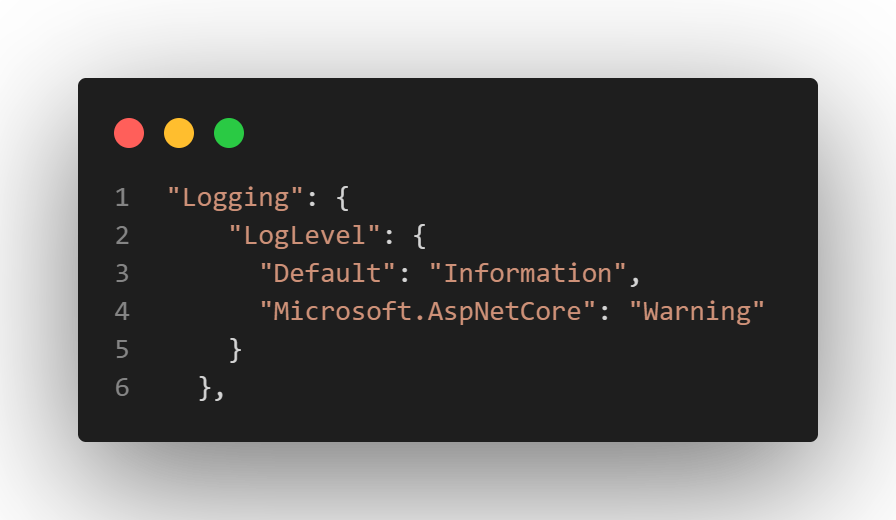 1 "Logging": {
2 "LogLevel": {
3 "Default": "Information",
4 "Microsoft.AspNetCore": "Warning"
5 }
6 },